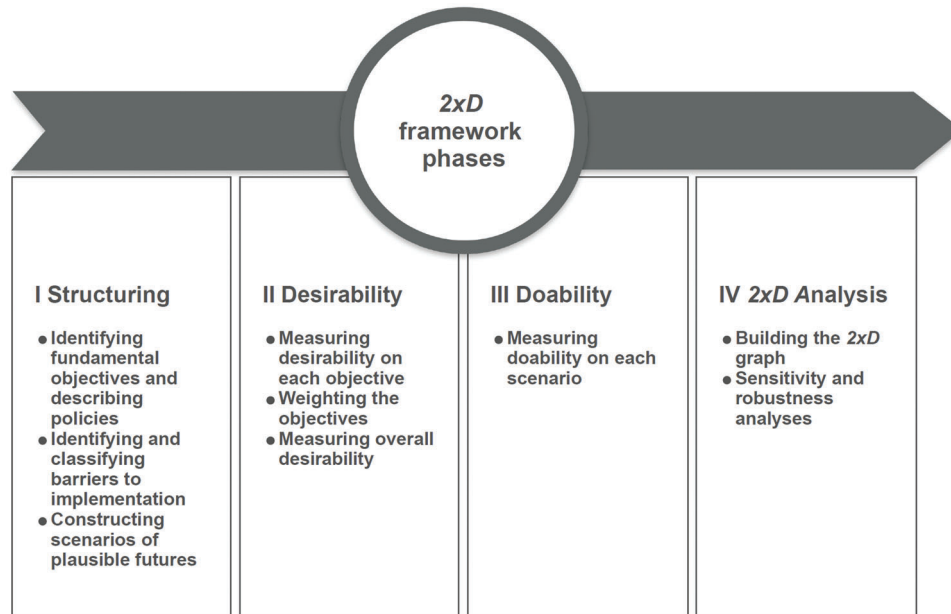 2xD
framework
phases
I Structuring
● Identifying
fundamental
objectives and
describing
policies
● Identifying and
classifying
barriers to
implementation
● Constructing
scenarios of
plausible futures
II Desirability
● Measuring
desirability on
each objective
● Weighting the
objectives
● Measuring overall
desirability
III Doability
● Measuring
doability on each
scenario
IV 2xD Analysis
● Building the 2xD
graph
● Sensitivity and
robustness
analyses